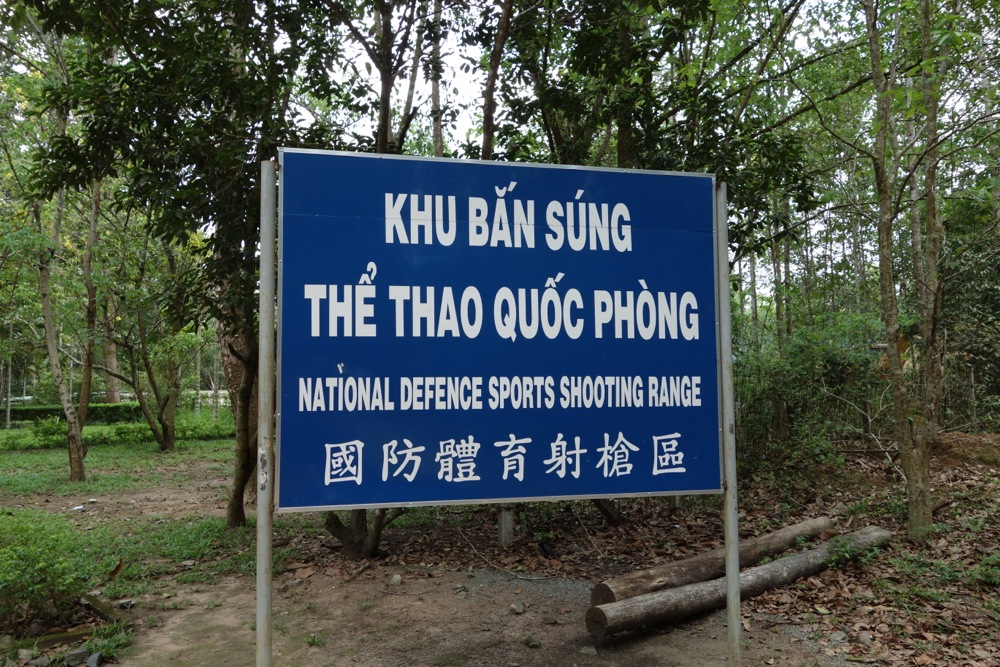 KHU BẮN SÚNG
THỂ THAO QUỐC PHÒNG
NATIONAL DEFENCE SPORTS SHOOTING RANGE
國防體育射槍區